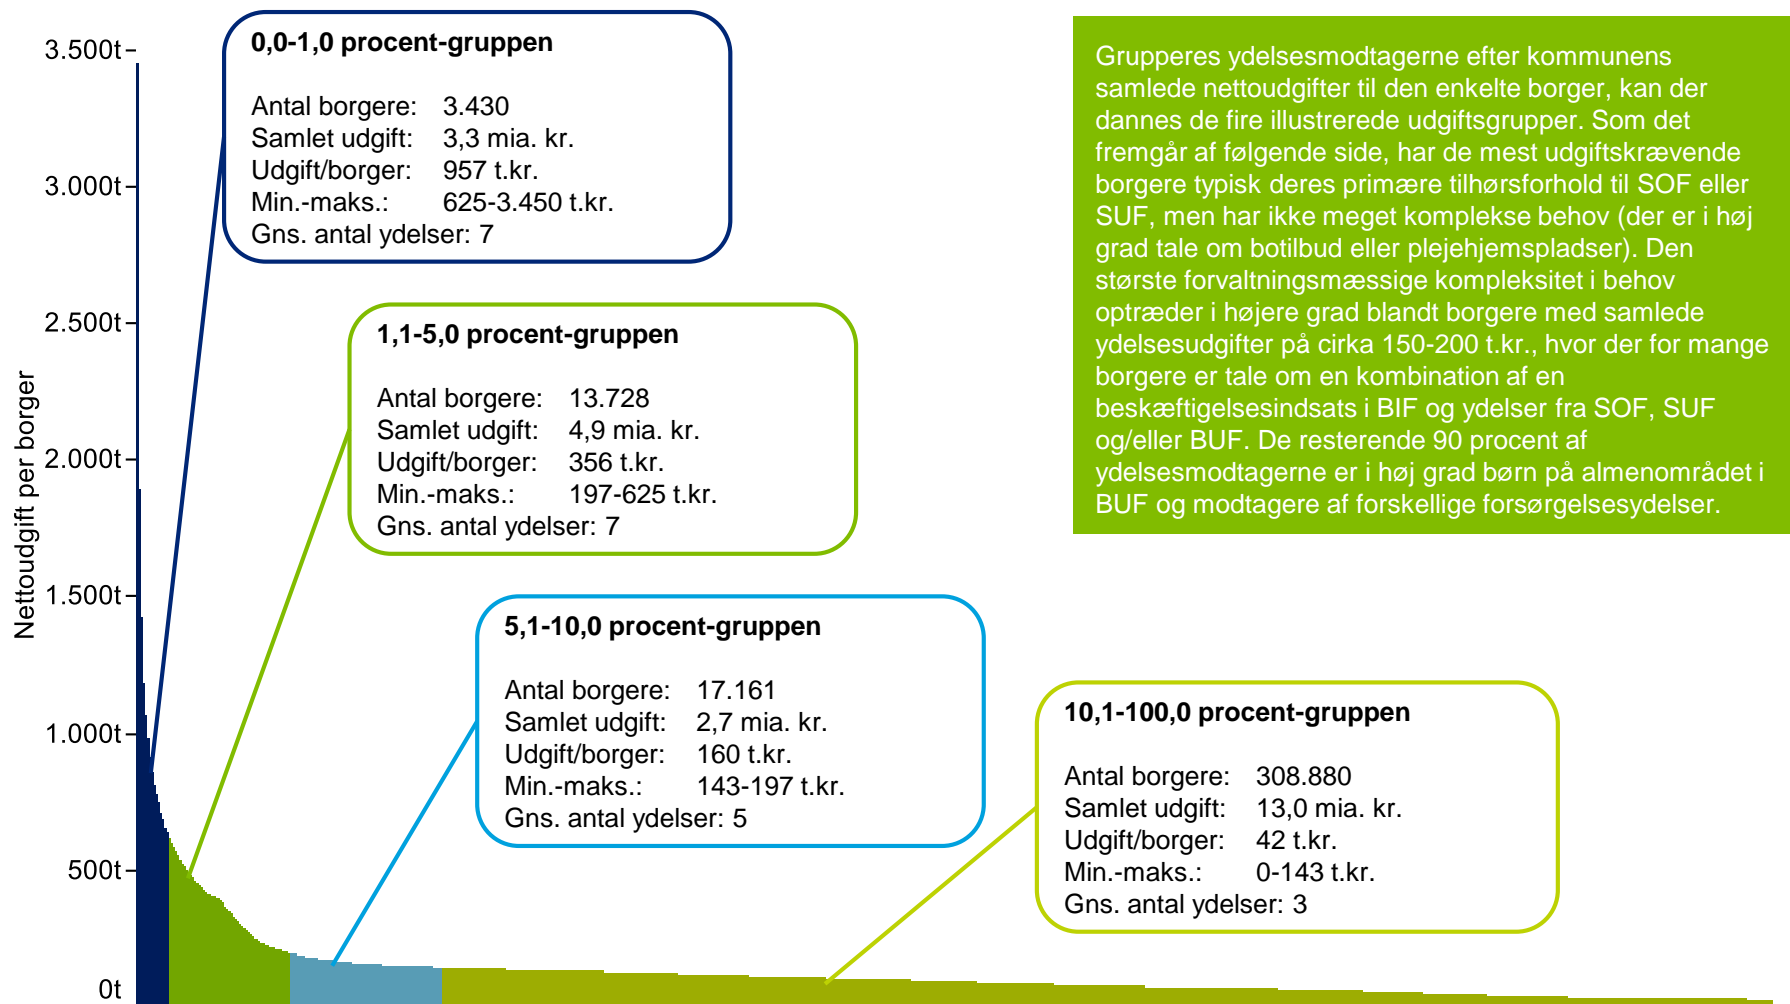 3.500t
3.000t
2.500t
2.000t
1.500t
1.000t
500t
0t
Nettoudgift per borger
0,0-1,0 procent-gruppen
Antal borgere: 3.430
Samlet udgift: 3,3 mia. kr.
Udgift/borger: 957 t.kr.
Min.-maks.: 625-3.450 t.kr.
Gns. antal ydelser: 7
1,1-5,0 procent-gruppen
Antal borgere: 13.728
Samlet udgift: 4,9 mia. kr.
Udgift/borger: 356 t.kr.
Min.-maks.: 197-625 t.kr.
Gns. antal ydelser: 7
5,1-10,0 procent-gruppen
Antal borgere: 17.161
Samlet udgift: 2,7 mia. kr.
Udgift/borger: 160 t.kr.
Min.-maks.: 143-197 t.kr.
Gns. antal ydelser: 5
10,1-100,0 procent-gruppen
Antal borgere: 308.880
Samlet udgift: 13,0 mia. kr.
Udgift/borger: 42 t.kr.
Min.-maks.: 0-143 t.kr.
Gns. antal ydelser: 3
Grupperes ydelsesmodtagerne efter kommunens
samlede nettoudgifter til den enkelte borger, kan der
dannes de fire illustrerede udgiftsgrupper. Som det
fremgår af følgende side, har de mest udgiftskrævende
borgere typisk deres primære tilhørsforhold til SOF eller
SUF, men har ikke meget komplekse behov (der er i høj
grad tale om botilbud eller plejehjemspladser). Den
største forvaltningsmæssige kompleksitet i behov
optræder i højere grad blandt borgere med samlede
ydelsesudgifter på cirka 150-200 t.kr., hvor der for mange
borgere er tale om en kombination af en
beskæftigelsesindsats i BIF og ydelser fra SOF, SUF
og/eller BUF. De resterende 90 procent af
ydelsesmodtagerne er i høj grad børn på almenområdet i
BUF og modtagere af forskellige forsørgelsesydelser.